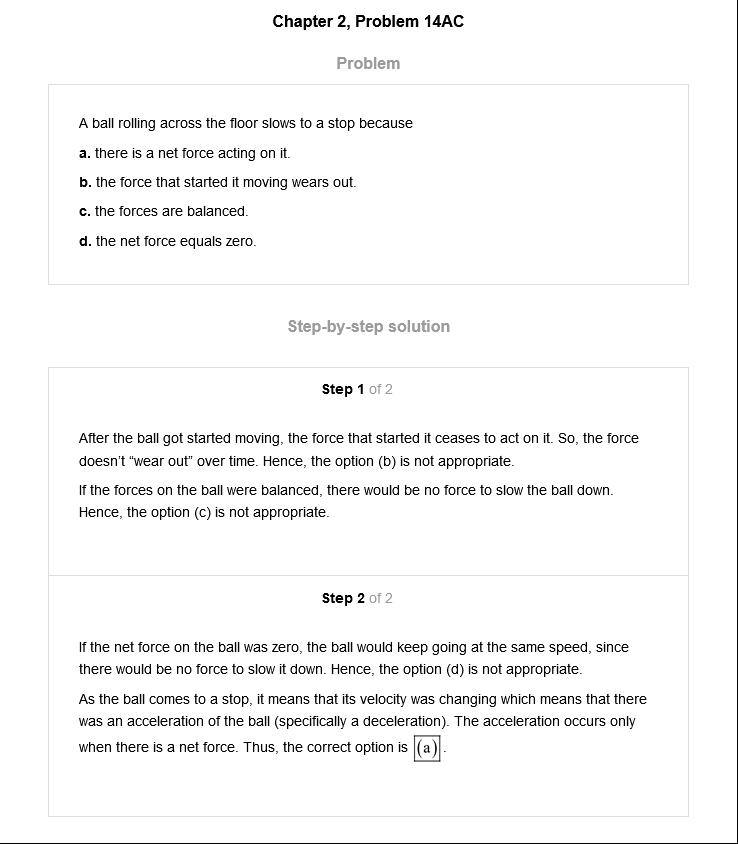 Chapter 2, Problem 14AC
Problem
A ball rolling across the floor slows to a stop because
a. there is a net force acting on it.
b. the force that started it moving wears out.
c. the forces are balanced.
d. the net force equals zero.
Step-by-step solution
Step 1 of 2
After the ball got started moving, the force that started it ceases to act on it. So, the force
doesn't “wear out” over time. Hence, the option (b) is not appropriate.
If the forces on the ball were balanced, there would be no force to slow the ball down.
Hence, the option (c) is not appropriate.
Step 2 of 2
If the net force on the ball was zero, the ball would keep going at the same speed, since
there would be no force to slow it down. Hence, the option (d) is not appropriate.
As the ball comes to a stop, it means that its velocity was changing which means that there
was an acceleration of the ball (specifically a deceleration). The acceleration occurs only
when there is a net force. Thus, the correct option is (a).